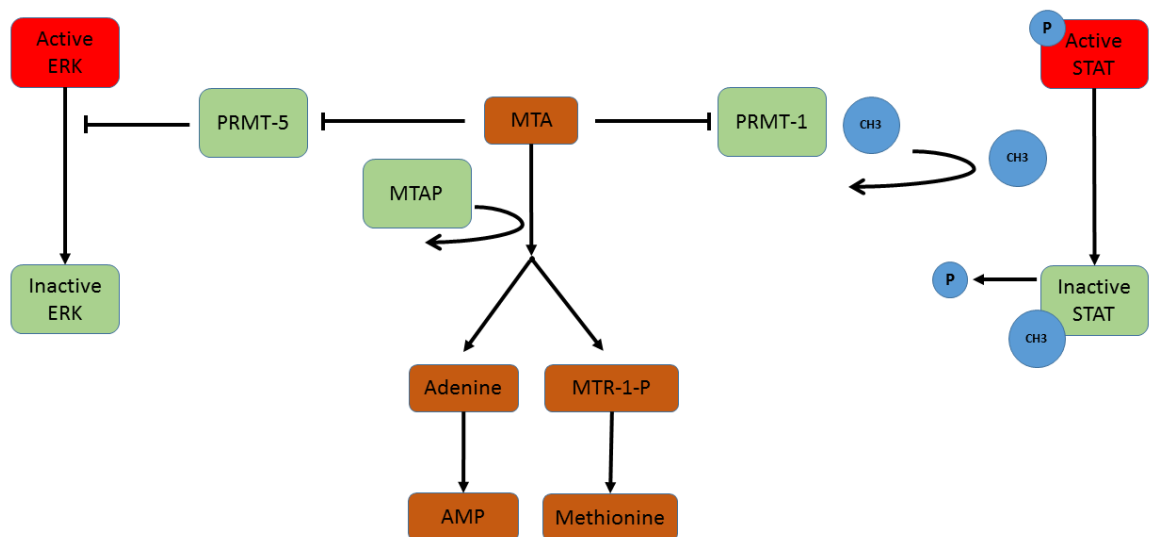 Active
ERK
P
Active
STAT
PRMT-5
MTA
PRMT-1
CH3
CH3
MTAP
Inactive
ERK
P
Inactive
STAT
CH3
Adenine
MTR-1-P
AMP
Methionine